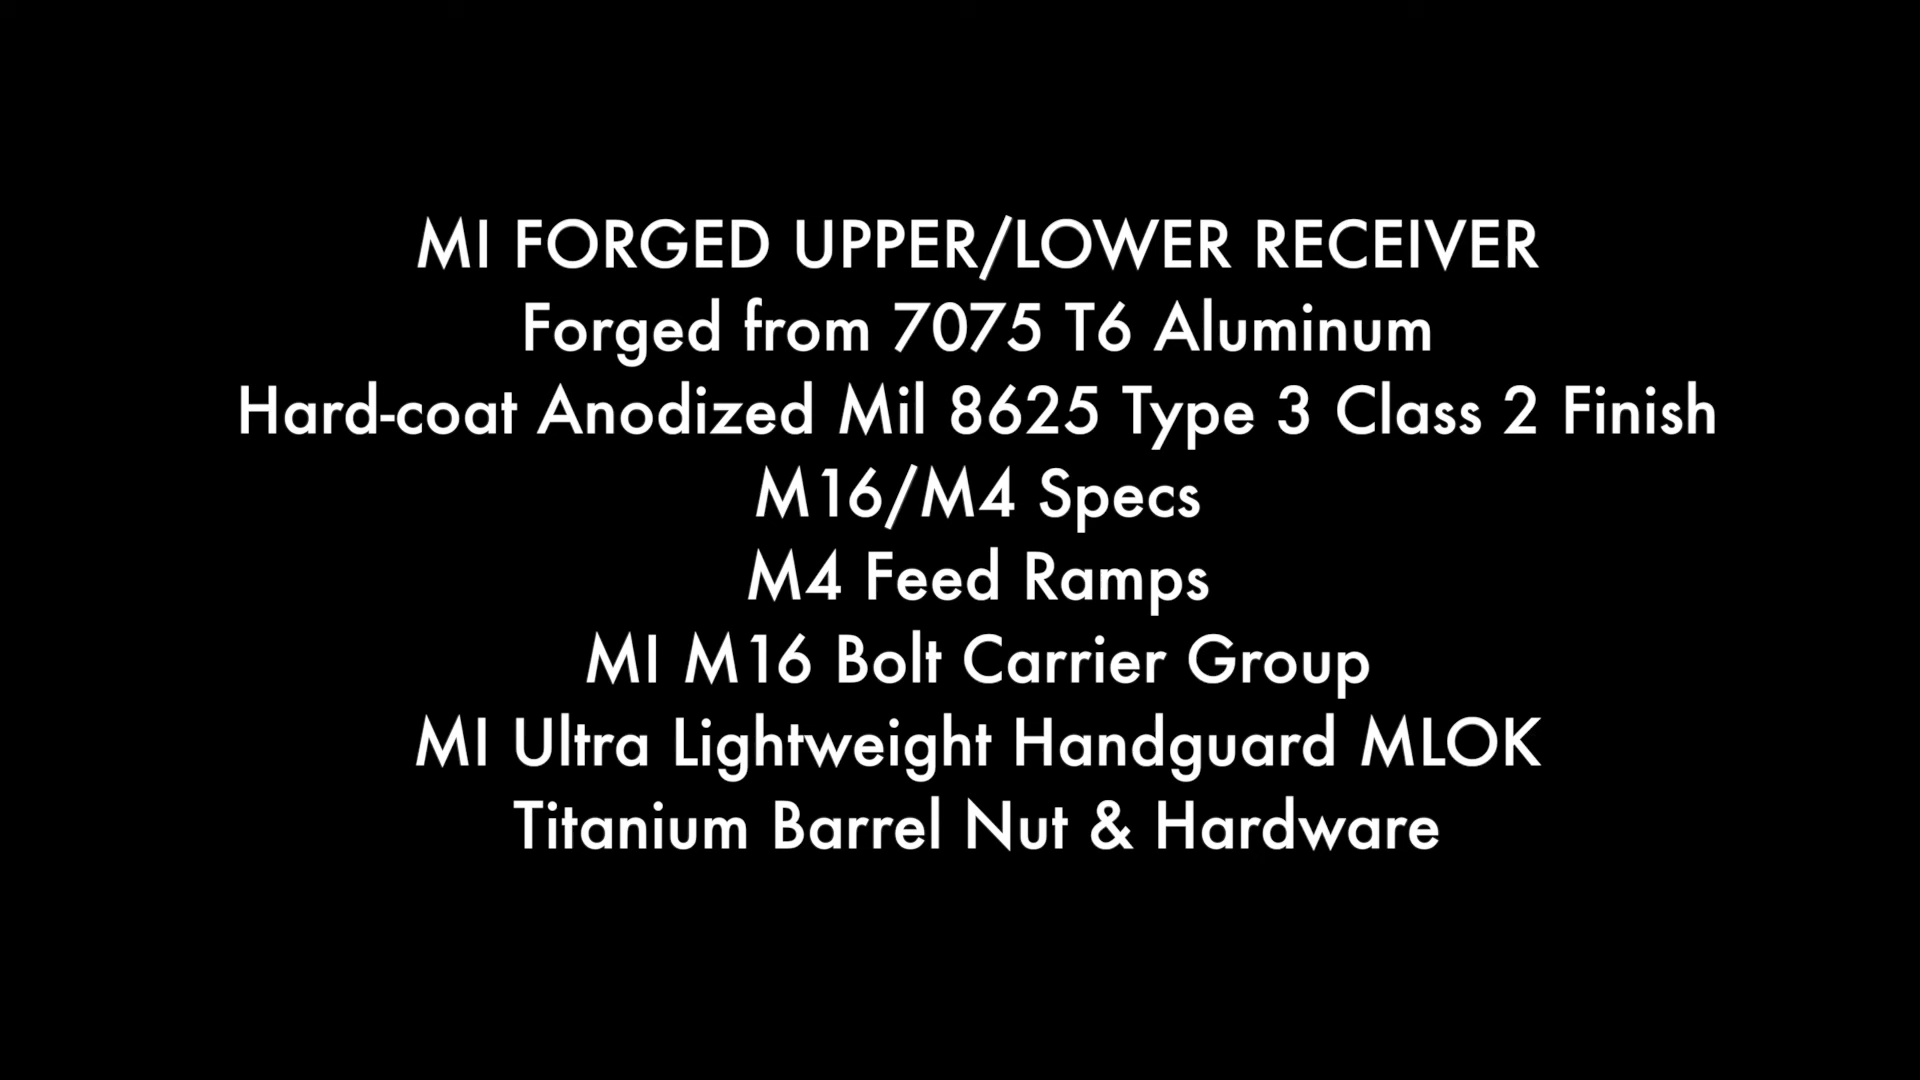 MI FORGED UPPER/LOWER RECEIVER
Forged from 7075 T6 Aluminum
Hard-coat Anodized Mil 8625 Type 3 Class 2 Finish
M16/M4 Specs
M4 Feed Ramps
MI M16 Bolt Carrier Group
MI Ultra Lightweight Handguard MLOK
Titanium Barrel Nut & Hardware